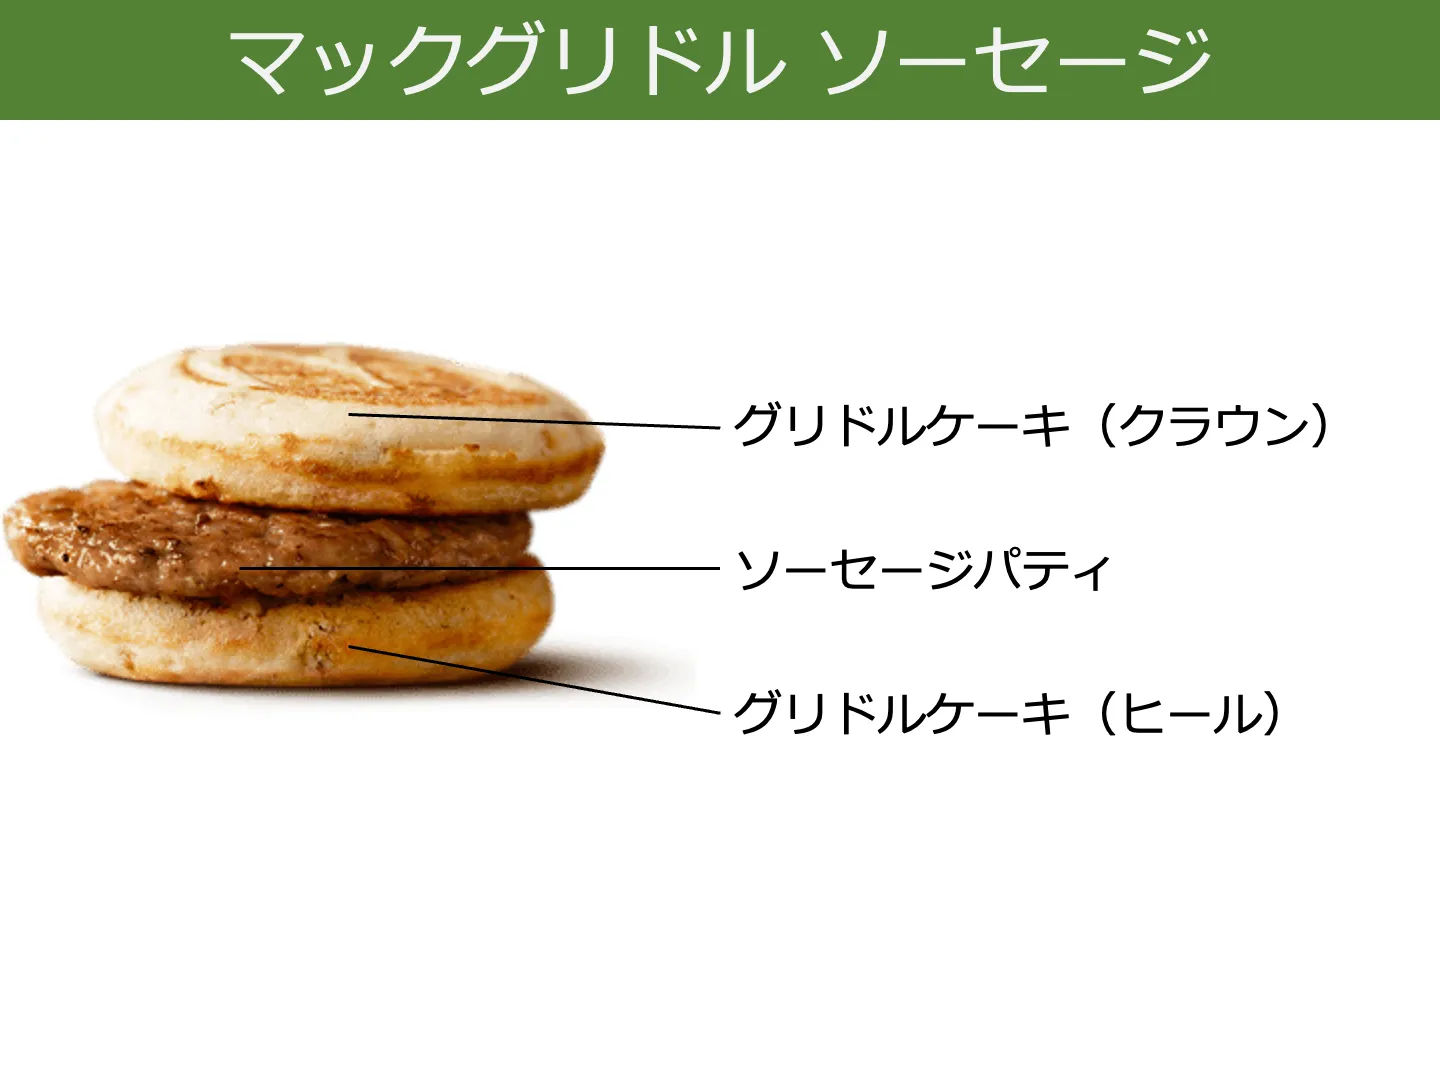 マックグリドル ソーセージ
グリドルケーキ（クラウン）
ソーセージパティ
グリドルケーキ（ヒール）